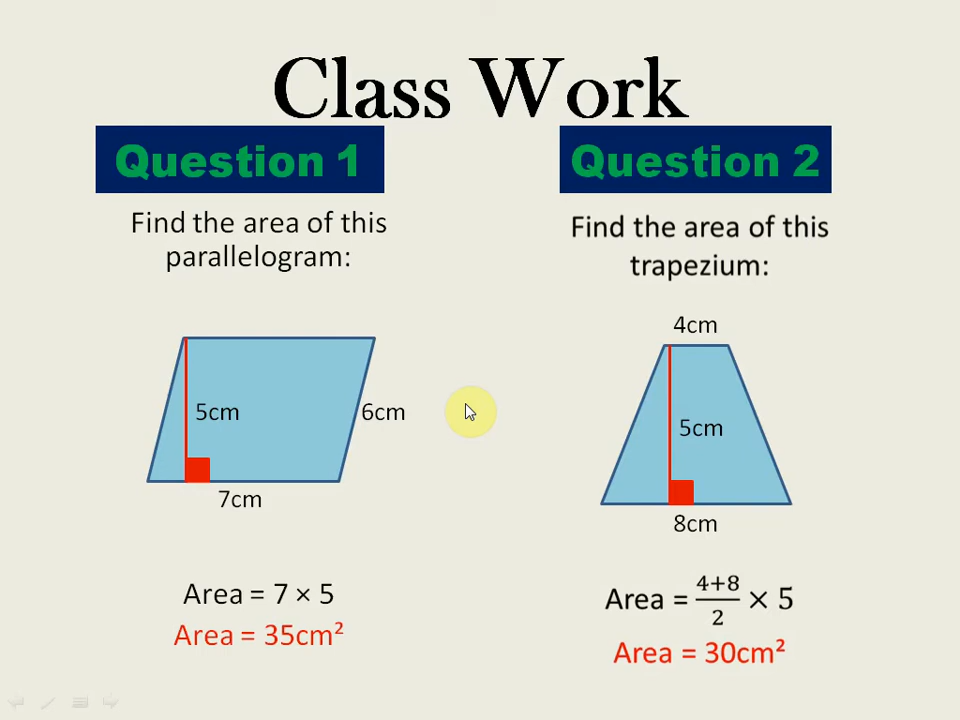 Class Work
Question 1
Find the area of this
parallelogram:
5cm
6cm
7cm
Area = 7 × 5
Area = 35cm²
Question 2
Find the area of this
trapezium:
4cm
5cm
8cm
Area = (4+8)/2 × 5
Area = 30cm²